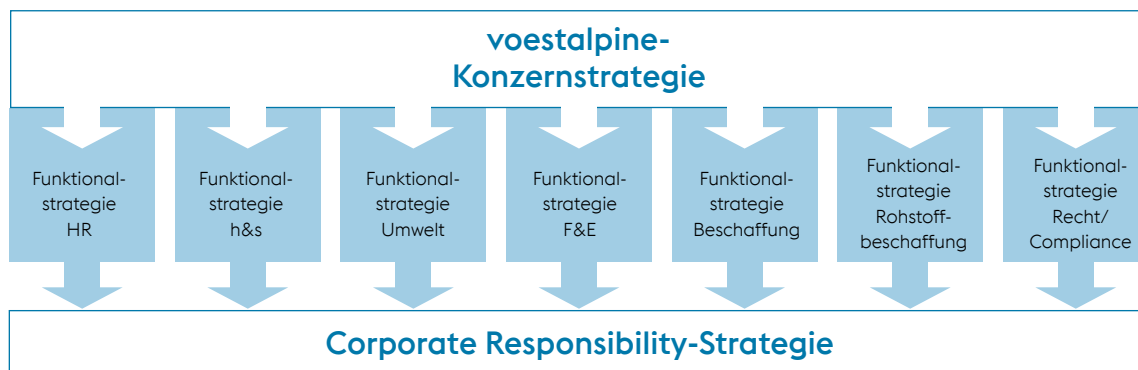 voestalpine-
Konzernstrategie
Funktional-
strategie
HR
Funktional-
strategie
h&s
Funktional-
strategie
Umwelt
Funktional-
strategie
F&E
Funktional-
strategie
Beschaffung
Funktional-
strategie
Rohstoff-
beschaffung
Funktional-
strategie
Recht/
Compliance
Corporate Responsibility-Strategie